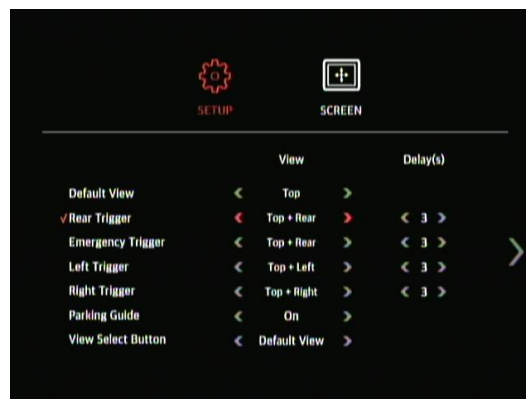 SETUP SCREEN
View Delay(s)
Default View < Top >
✓Rear Trigger < Top + Rear > < 3 >
Emergency Trigger < Top + Rear > < 3 >
Left Trigger < Top + Left > < 3 >
Right Trigger < Top + Right > < 3 >
Parking Guide < On >
View Select Button < Default View >